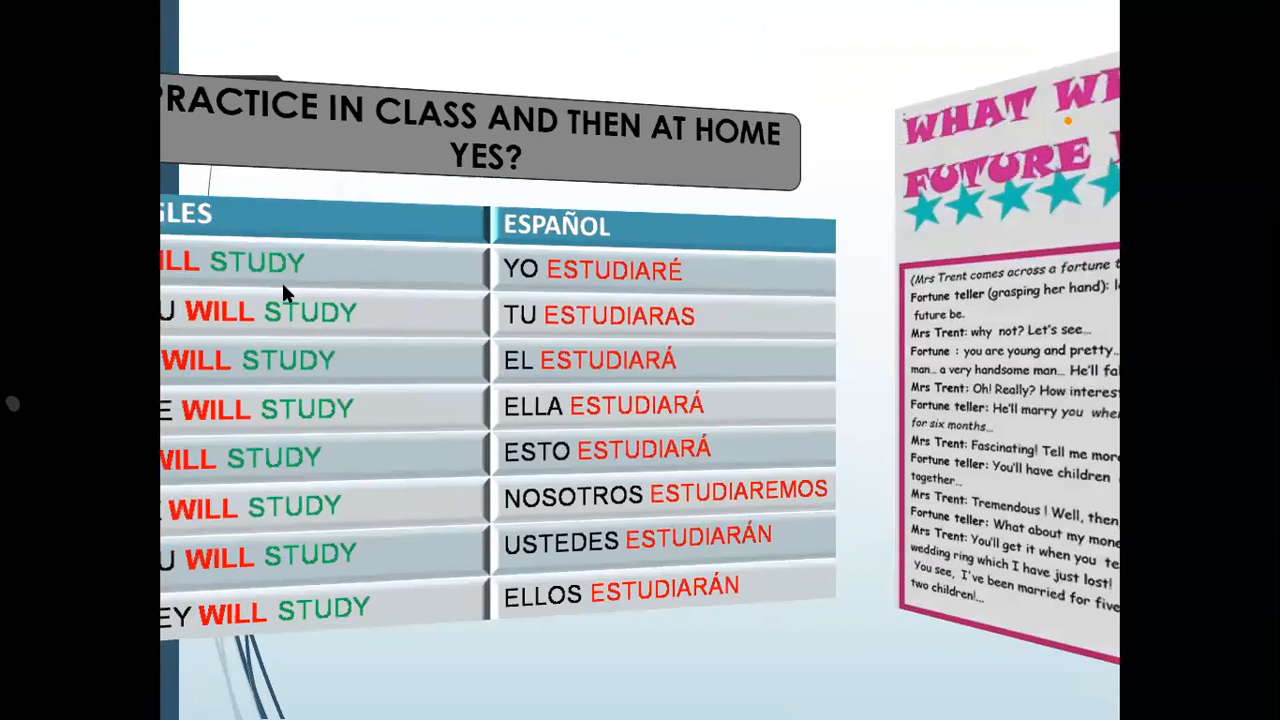 PRACTICE IN CLASS AND THEN AT HOME
YES?
GLES ESPAÑOL
ILL STUDY YO ESTUDIARÉ
U WILL STUDY TU ESTUDIARAS
WILL STUDY EL ESTUDIARÁ
E WILL STUDY ELLA ESTUDIARÁ
WILL STUDY ESTO ESTUDIARÁ
WILL STUDY NOSOTROS ESTUDIAREMOS
U WILL STUDY USTEDES ESTUDIARÁN
EY WILL STUDY ELLOS ESTUDIARÁN
WHAT WI
FUTURE
(Mrs Trent comes across a fortune t
Fortune teller (grasping her hand): l
future be.
Mrs Trent: why not? Let's see...
Fortune : you are young and pretty..
man... a very handsome man... He'll fa
Mrs Trent: Oh! Really? How interes
Fortune teller: He'll marry you whe
for six months...
Mrs Trent: Fascinating! Tell me more
Fortune teller: You'll have children
together...
Mrs Trent: Tremendous ! Well, then
Fortune teller: What about my mone
Mrs Trent: You'll get it when you te
wedding ring which I have just lost!
You see, I've been married for five
two children!...